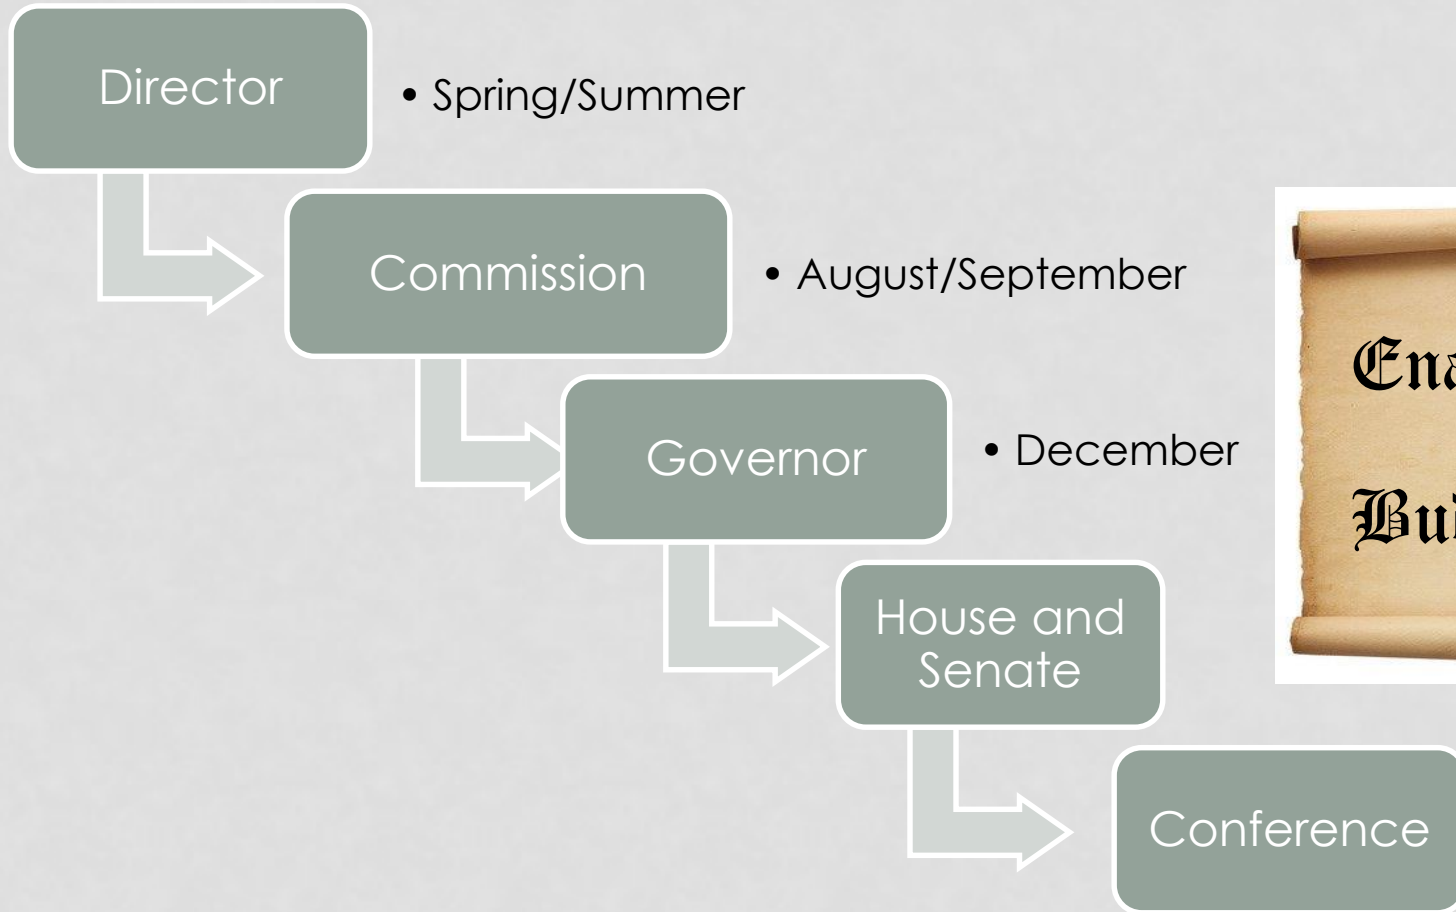 Director
• Spring/Summer
Commission
• August/September
Governor
• December
House and
Senate
Conference